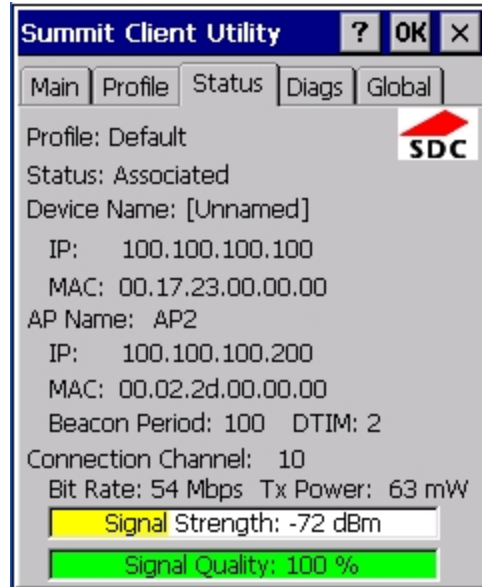 Summit Client Utility ? OK ×
Main Profile Status Diags Global
Profile: Default
SDC
Status: Associated
Device Name: [Unnamed]
IP: 100.100.100.100
MAC: 00.17.23.00.00.00
AP Name: AP2
IP: 100.100.100.200
MAC: 00.02.2d.00.00.00
Beacon Period: 100 DTIM: 2
Connection Channel: 10
Bit Rate: 54 Mbps Tx Power: 63 mW
Signal Strength: -72 dBm
Signal Quality: 100 %